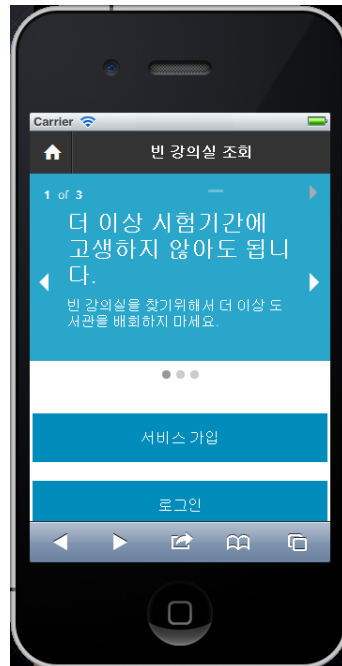 Carrier
빈 강의실 조회
1 of 3
더 이상 시험기간에
고생하지 않아도 됩니
다.
빈 강의실을 찾기위해서 더 이상 도
서관을 배회하지 마세요.
서비스 가입
로그인